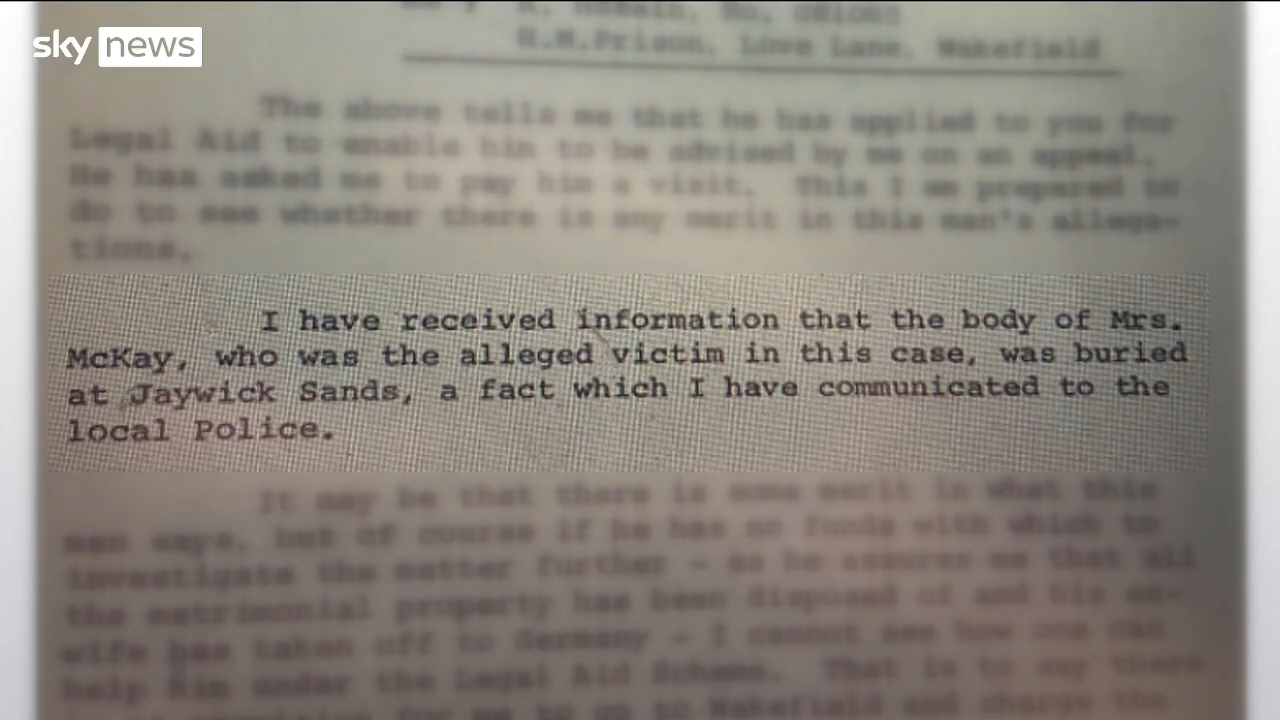 sky news
H.M.Prison, Love Lane, Wakefield
The above tells me that he has applied to you for
Legal Aid to enable him to be advised by me on an appeal.
He has asked me to pay him a visit. This I am prepared to
do to see whether there is any merit in this man's allega-
tions.
I have received information that the body of Mrs.
McKay, who was the alleged victim in this case, was buried
at Jaywick Sands, a fact which I have communicated to the
local Police.
It may be that there is some merit in what this
man says, but of course if he has no funds with which to
investigate the matter further - as he assures me that all
the matrimonial property has been disposed of and his ex-
wife has taken off to Germany - I cannot see how one can
help him under the Legal Aid Scheme. That is to say there
to Wakefield and charge the